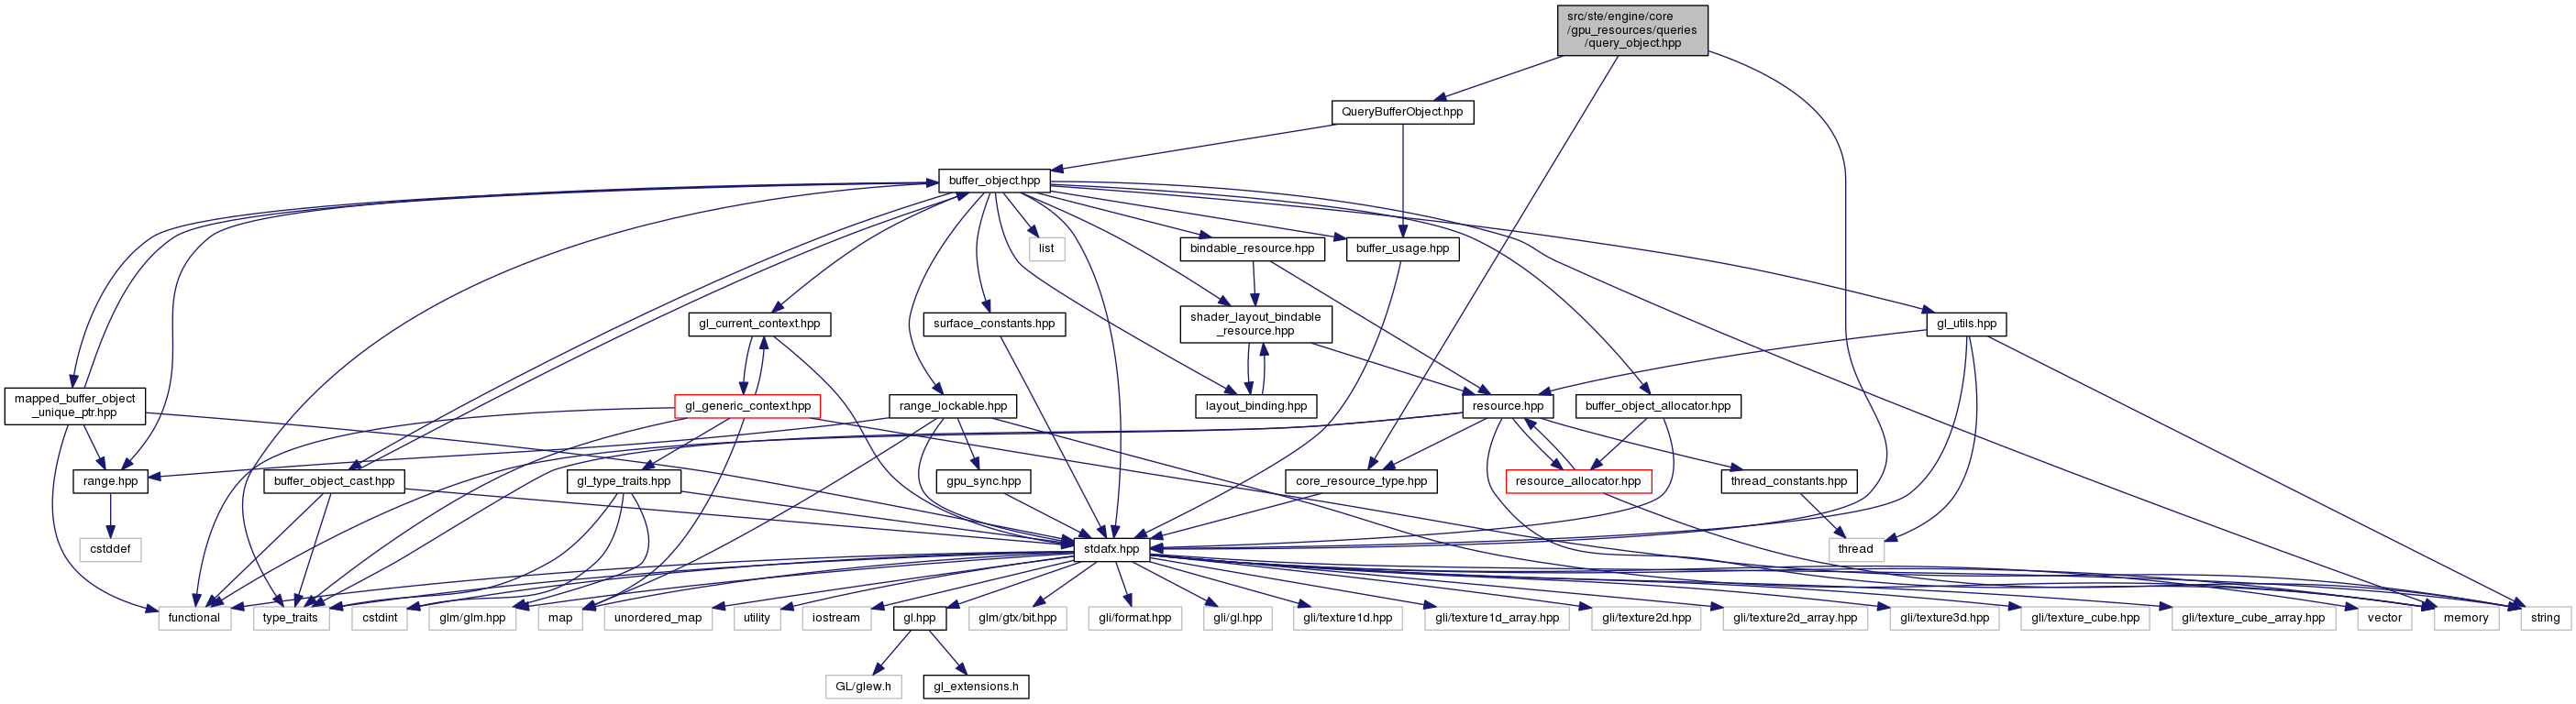 src/ste/engine/core
/gpu_resources/queries
/query_object.hpp
QueryBufferObject.hpp
buffer_object.hpp
list
bindable_resource.hpp
buffer_usage.hpp
gl_current_context.hpp
surface_constants.hpp
shader_layout_bindable
_resource.hpp
gl_utils.hpp
mapped_buffer_object
_unique_ptr.hpp
gl_generic_context.hpp
range_lockable.hpp
layout_binding.hpp
resource.hpp
buffer_object_allocator.hpp
range.hpp
buffer_object_cast.hpp
gl_type_traits.hpp
gpu_sync.hpp
core_resource_type.hpp
resource_allocator.hpp
thread_constants.hpp
cstddef
stdafx.hpp
thread
functional
type_traits
cstdint
glm/glm.hpp
map
unordered_map
utility
iostream
gl.hpp
glm/gtx/bit.hpp
gli/format.hpp
gli/gl.hpp
gli/texture1d.hpp
gli/texture1d_array.hpp
gli/texture2d.hpp
gli/texture2d_array.hpp
gli/texture3d.hpp
gli/texture_cube.hpp
gli/texture_cube_array.hpp
vector
memory
string
GL/glew.h
gl_extensions.h